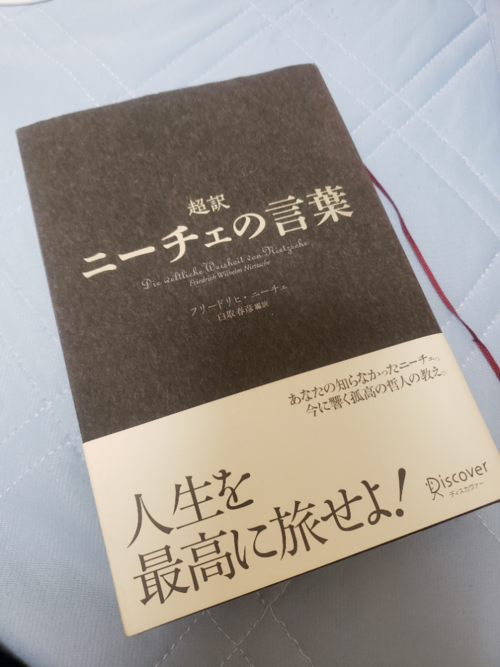 超訳
ニーチェの言葉
Die weltliche Weisheit von Nietzsche
Friedrich Wilhelm Nietzsche
フリードリヒ・ニーチェ
白取春彦 編訳
あなたの知らなかったニーチェ。
今に響く孤高の哲人の教え。
人生を
最高に旅せよ!
Discover
ディスカヴァー